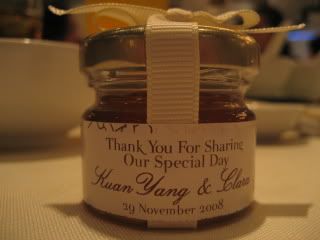 Thank You For Sharing
Our Special Day
Kuan Yang & Clara
29 November 2008